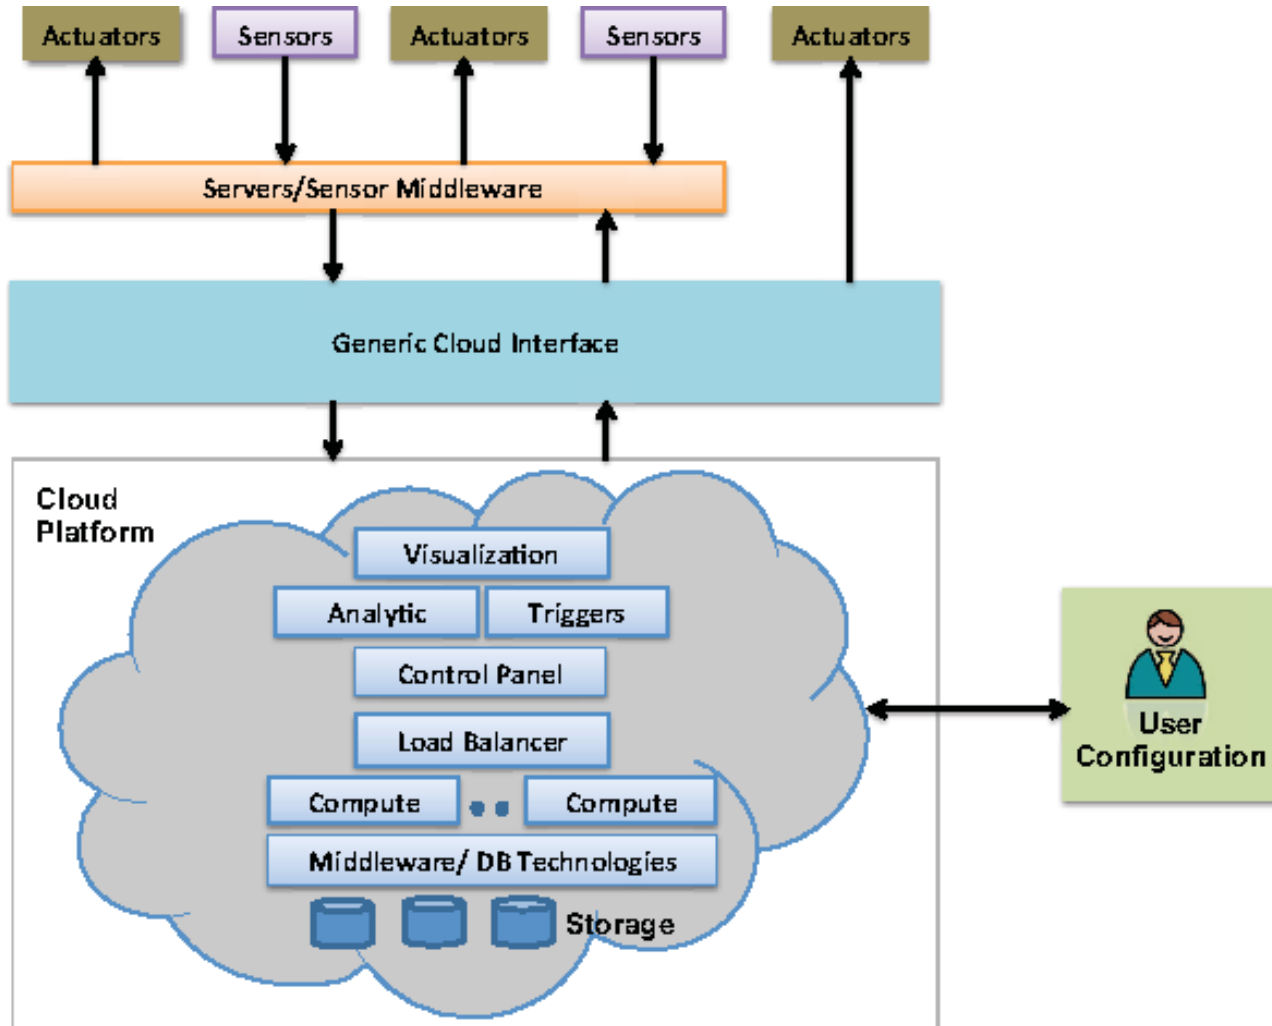 Actuators
Sensors
Actuators
Sensors
Actuators
Servers/Sensor Middleware
Generic Cloud Interface
Cloud
Platform
Visualization
Analytic
Triggers
Control Panel
Load Balancer
Compute
Compute
Middleware/ DB Technologies
Storage
User
Configuration